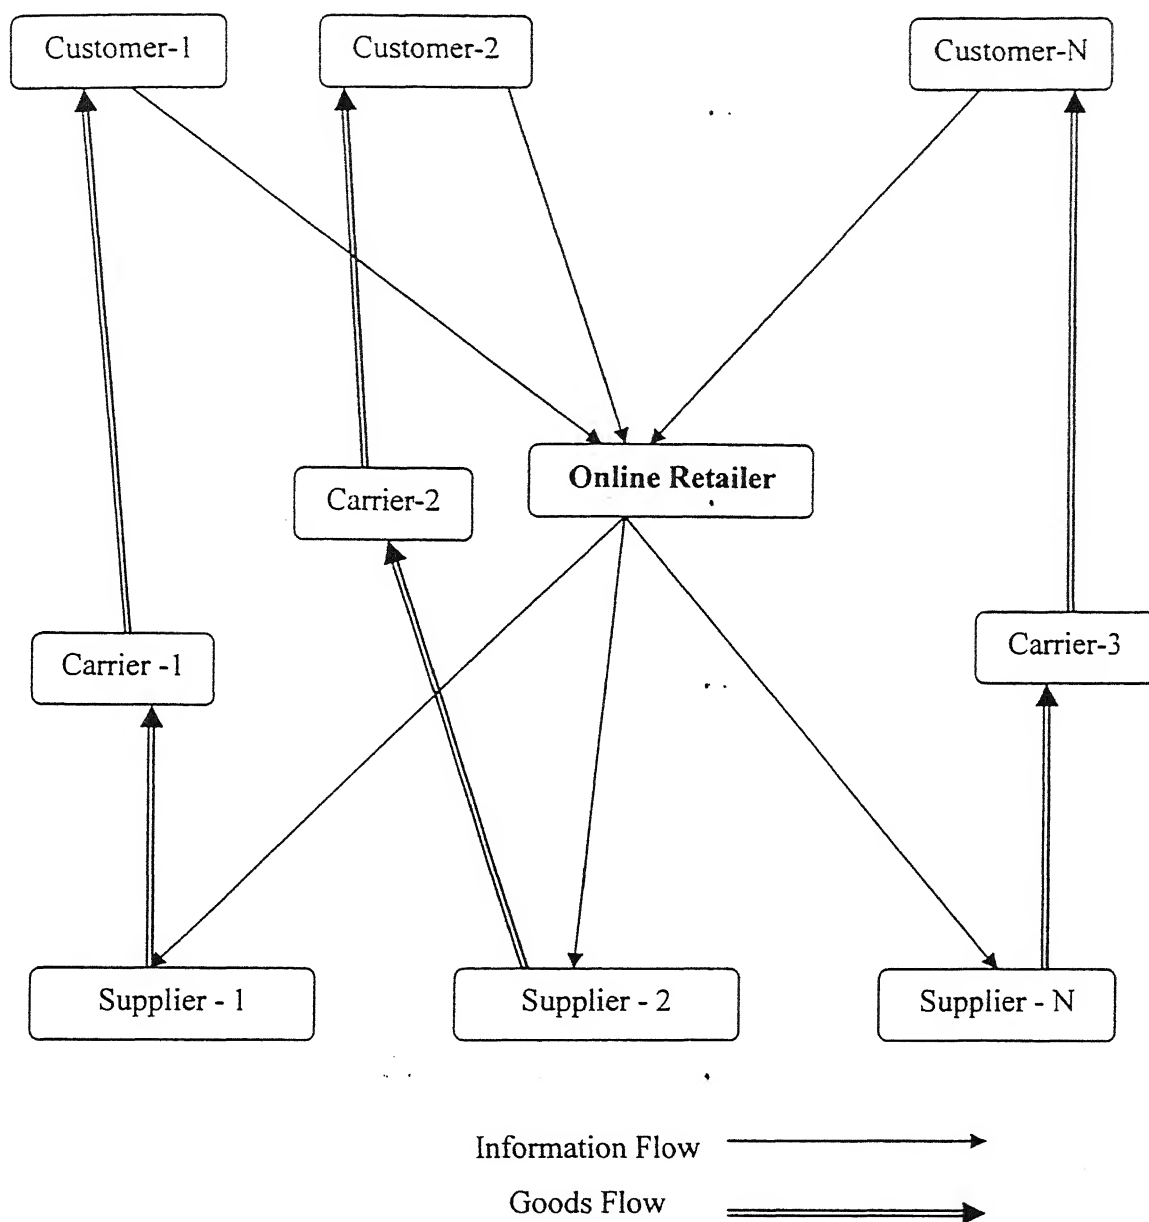 Customer-1
Customer-2
Customer-N
Online Retailer
Carrier-2
Carrier -1
Carrier-3
Supplier - 1
Supplier - 2
Supplier - N
Information Flow
Goods Flow